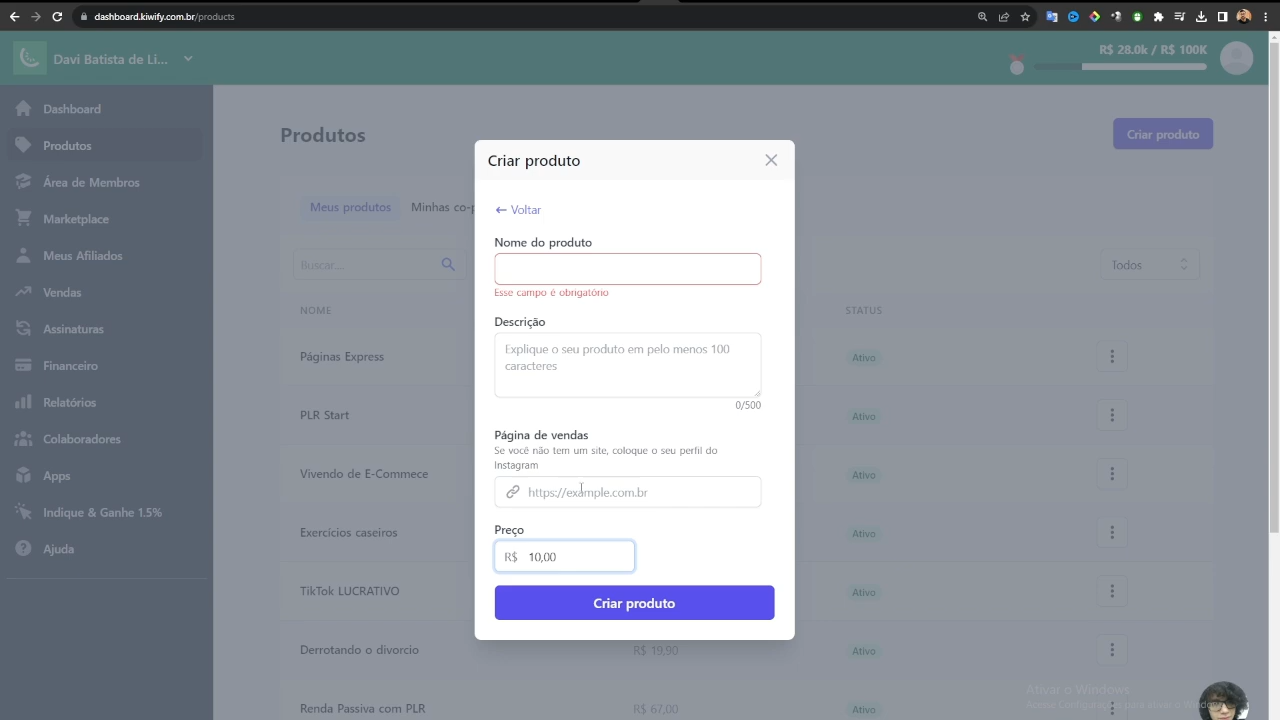 dashboard.kiwify.com.br/products
Davi Batista de Li...
R$ 28.0k / R$ 100K
Dashboard
Produtos
Área de Membros
Marketplace
Meus Afiliados
Vendas
Assinaturas
Financeiro
Relatórios
Colaboradores
Apps
Indique & Ganhe 1.5%
Ajuda
Produtos
Criar produto
Meus produtos
Minhas co-p
Buscar...
Todos
NOME
STATUS
Páginas Express
Ativo
PLR Start
Ativo
Vivendo de E-Commece
Ativo
Exercícios caseiros
Ativo
TikTok LUCRATIVO
Ativo
Derrotando o divorcio
R$ 19,90
Ativo
Renda Passiva com PLR
R$ 67,00
Ativo
Criar produto
← Voltar
Nome do produto
Esse campo é obrigatório
Descrição
Explique o seu produto em pelo menos 100
caracteres
0/500
Página de vendas
Se você não tem um site, coloque o seu perfil do
Instagram
https://example.com.br
Preço
R$ 10,00
Criar produto
Ativar o Windows
Acesse Configurações para ativar o Windows